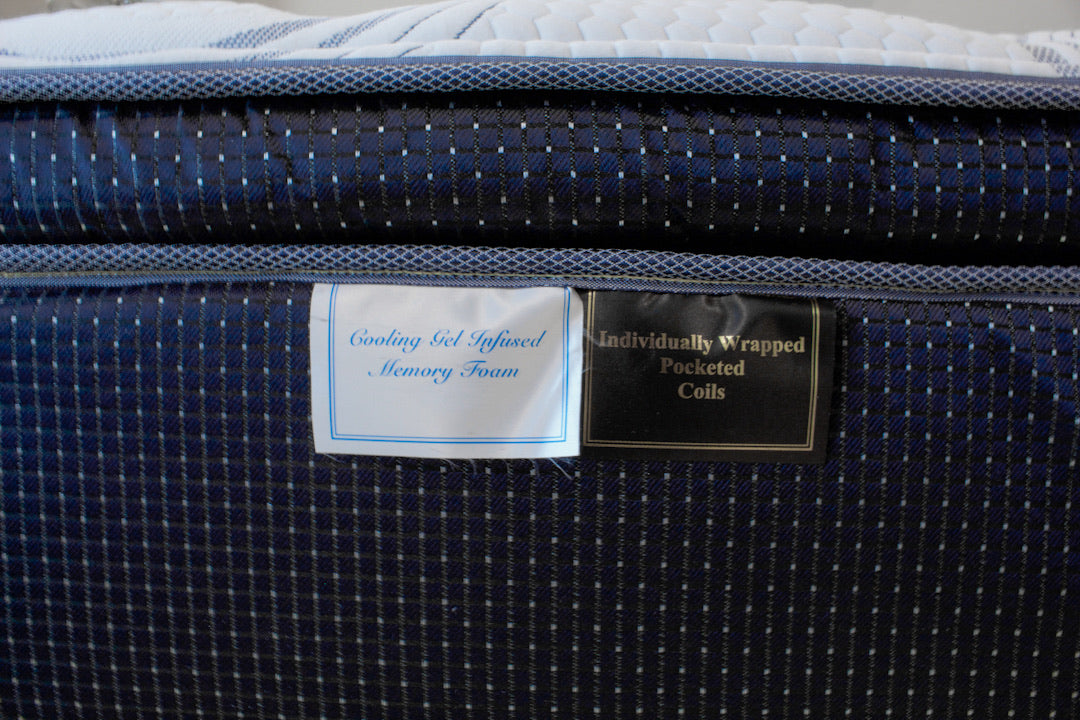 Cooling Gel Infused
Memory Foam
Individually Wrapped
Pocketed
Coils